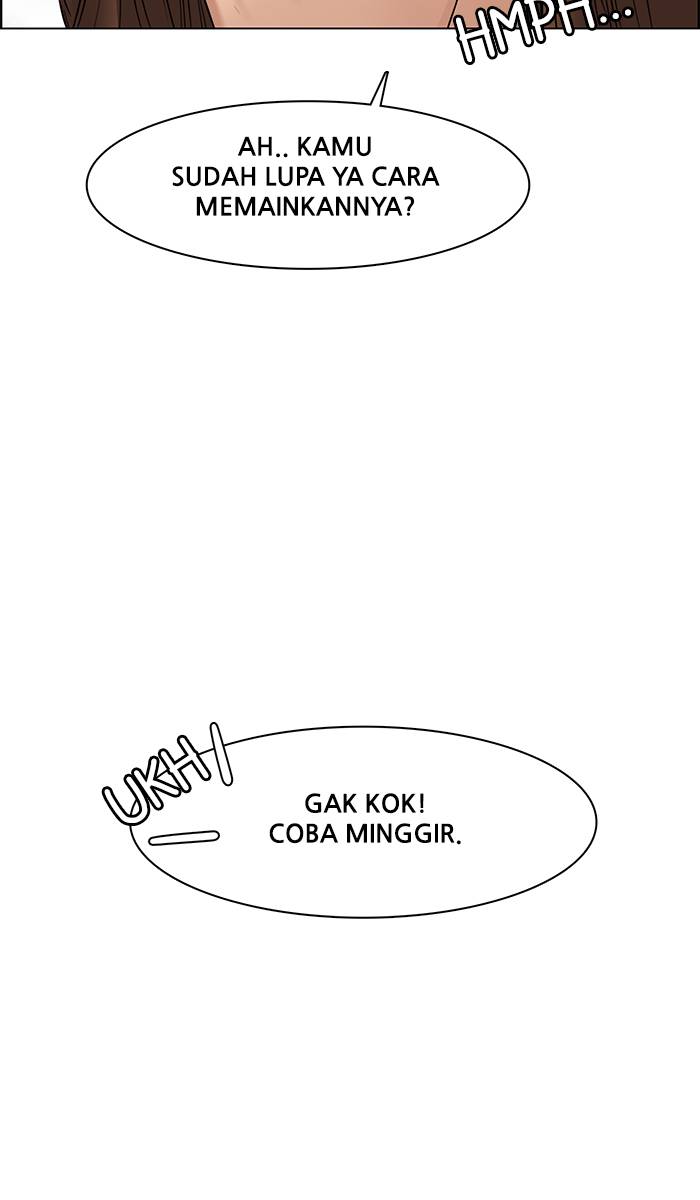 HMPH...
AH.. KAMU
SUDAH LUPA YA CARA
MEMAINKANNYA?
UKH
GAK KOK!
COBA MINGGIR.